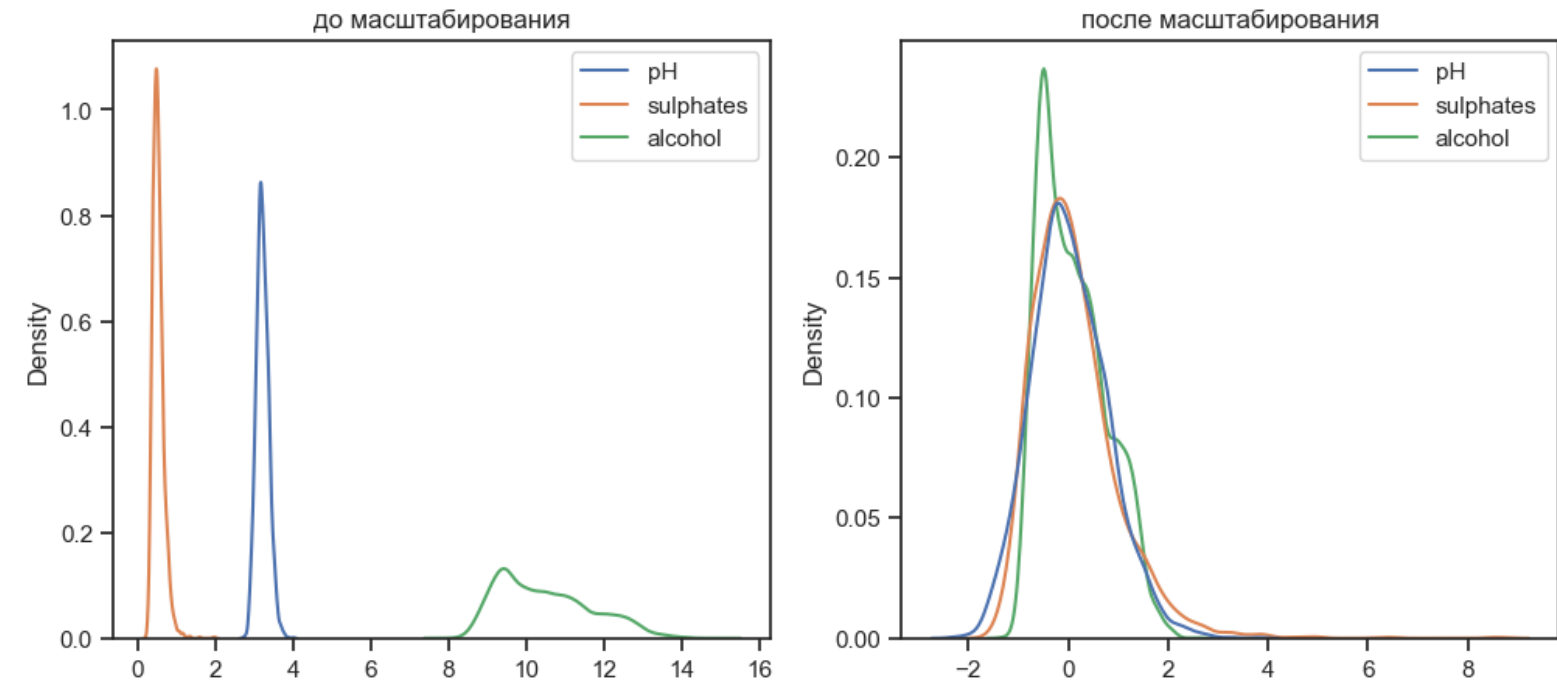 до масштабирования
Density
1.0
0.8
0.6
0.4
0.2
0.0
0 2 4 6 8 10 12 14 16
pH
sulphates
alcohol
после масштабирования
Density
0.20
0.15
0.10
0.05
0.00
−2 0 2 4 6 8
pH
sulphates
alcohol